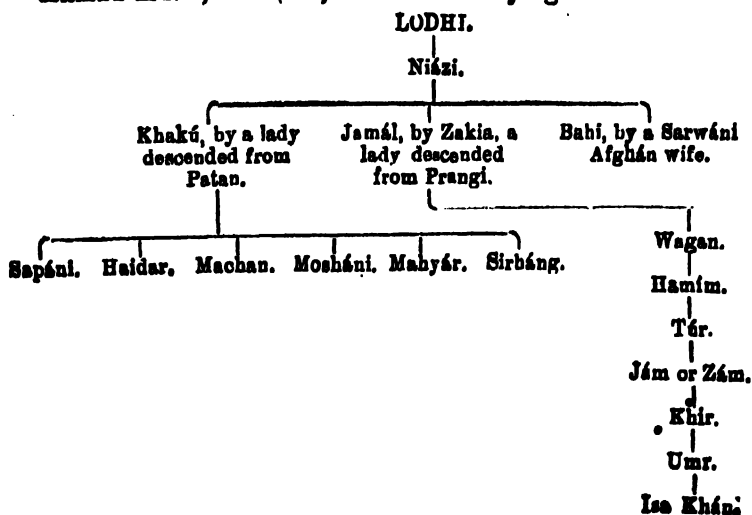 LODHI.
Niázi.
Khakú, by a lady
descended from
Patan.
Jamál, by Zakia, a
lady descended
from Prangi.
Bahi, by a Sarwáni
Afghán wife.
Sapáni. Haidar. Machan. Mosháni. Mahyár. Sirbáng.
Wagan.
Hamím.
Túr.
Jám or Zám.
Khir.
Umr.
Isa Khán.